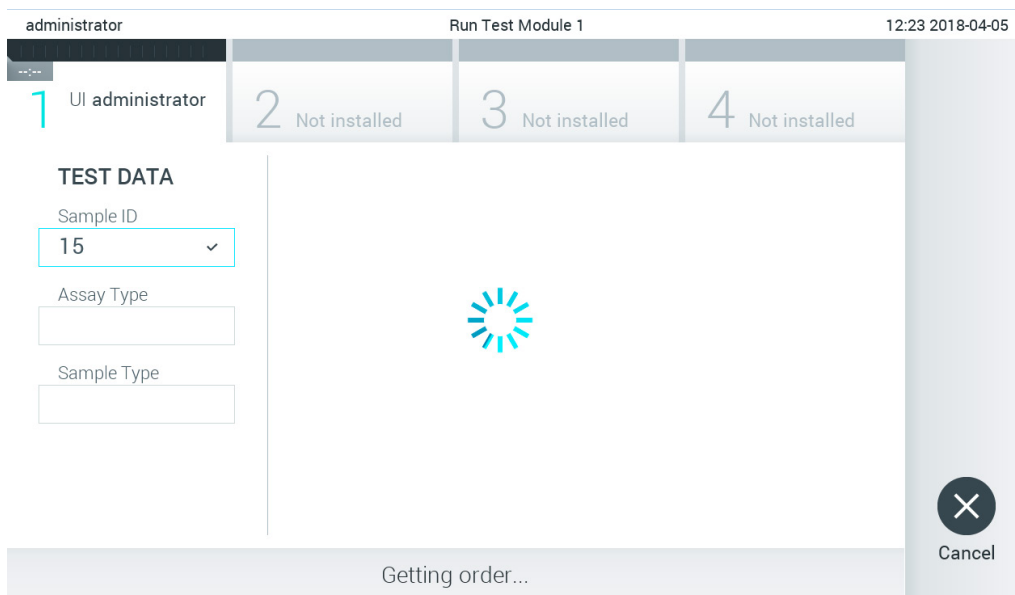 administrator Run Test Module 1 12:23 2018-04-05
--:--
1 UI administrator 2 Not installed 3 Not installed 4 Not installed
TEST DATA
Sample ID
15
Assay Type
Sample Type
Cancel
Getting order...